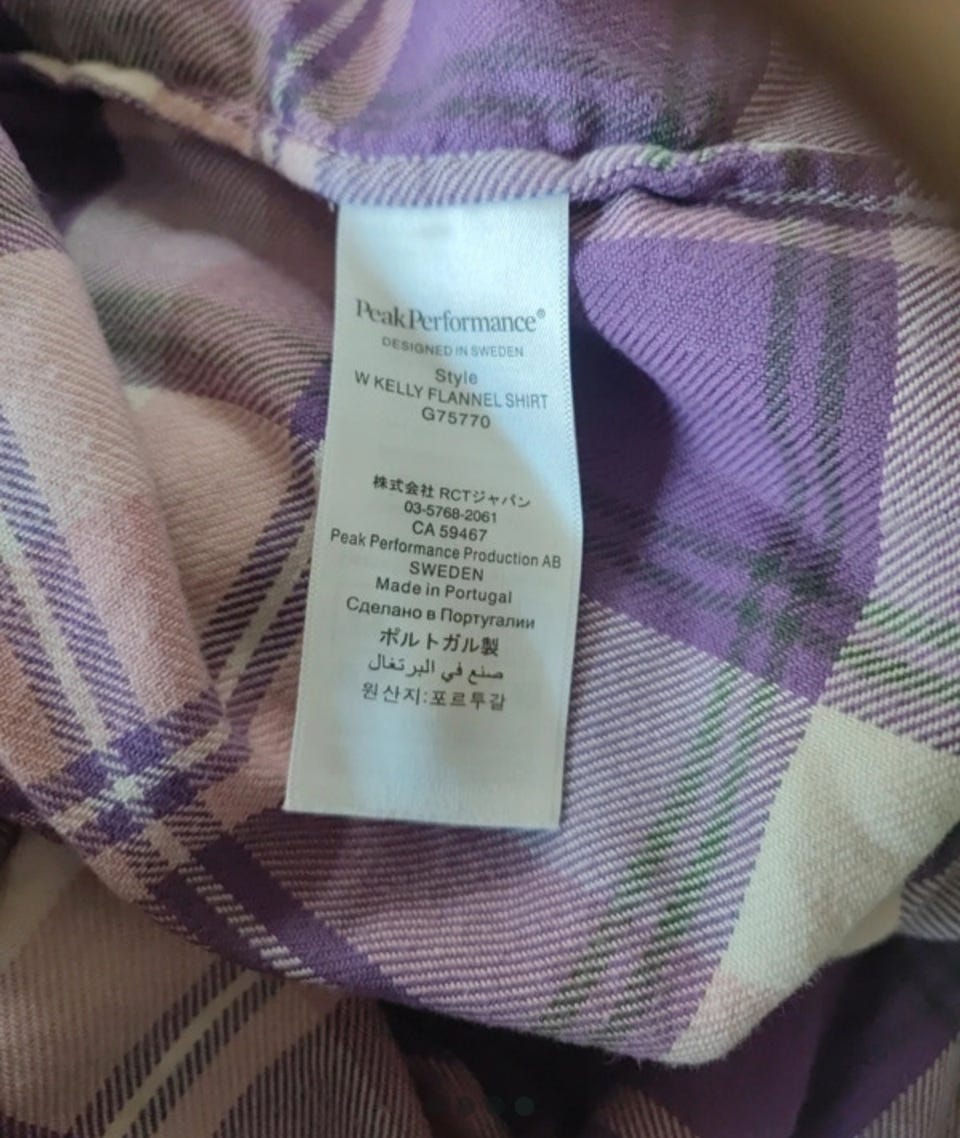 PeakPerformance®
DESIGNED IN SWEDEN
Style
W KELLY FLANNEL SHIRT
G75770
株式会社 RCTジャパン
03-5768-2061
CA 59467
Peak Performance Production AB
SWEDEN
Made in Portugal
Сделано в Португалии
ポルトガル製
صنع في البرتغال
원산지:포르투갈